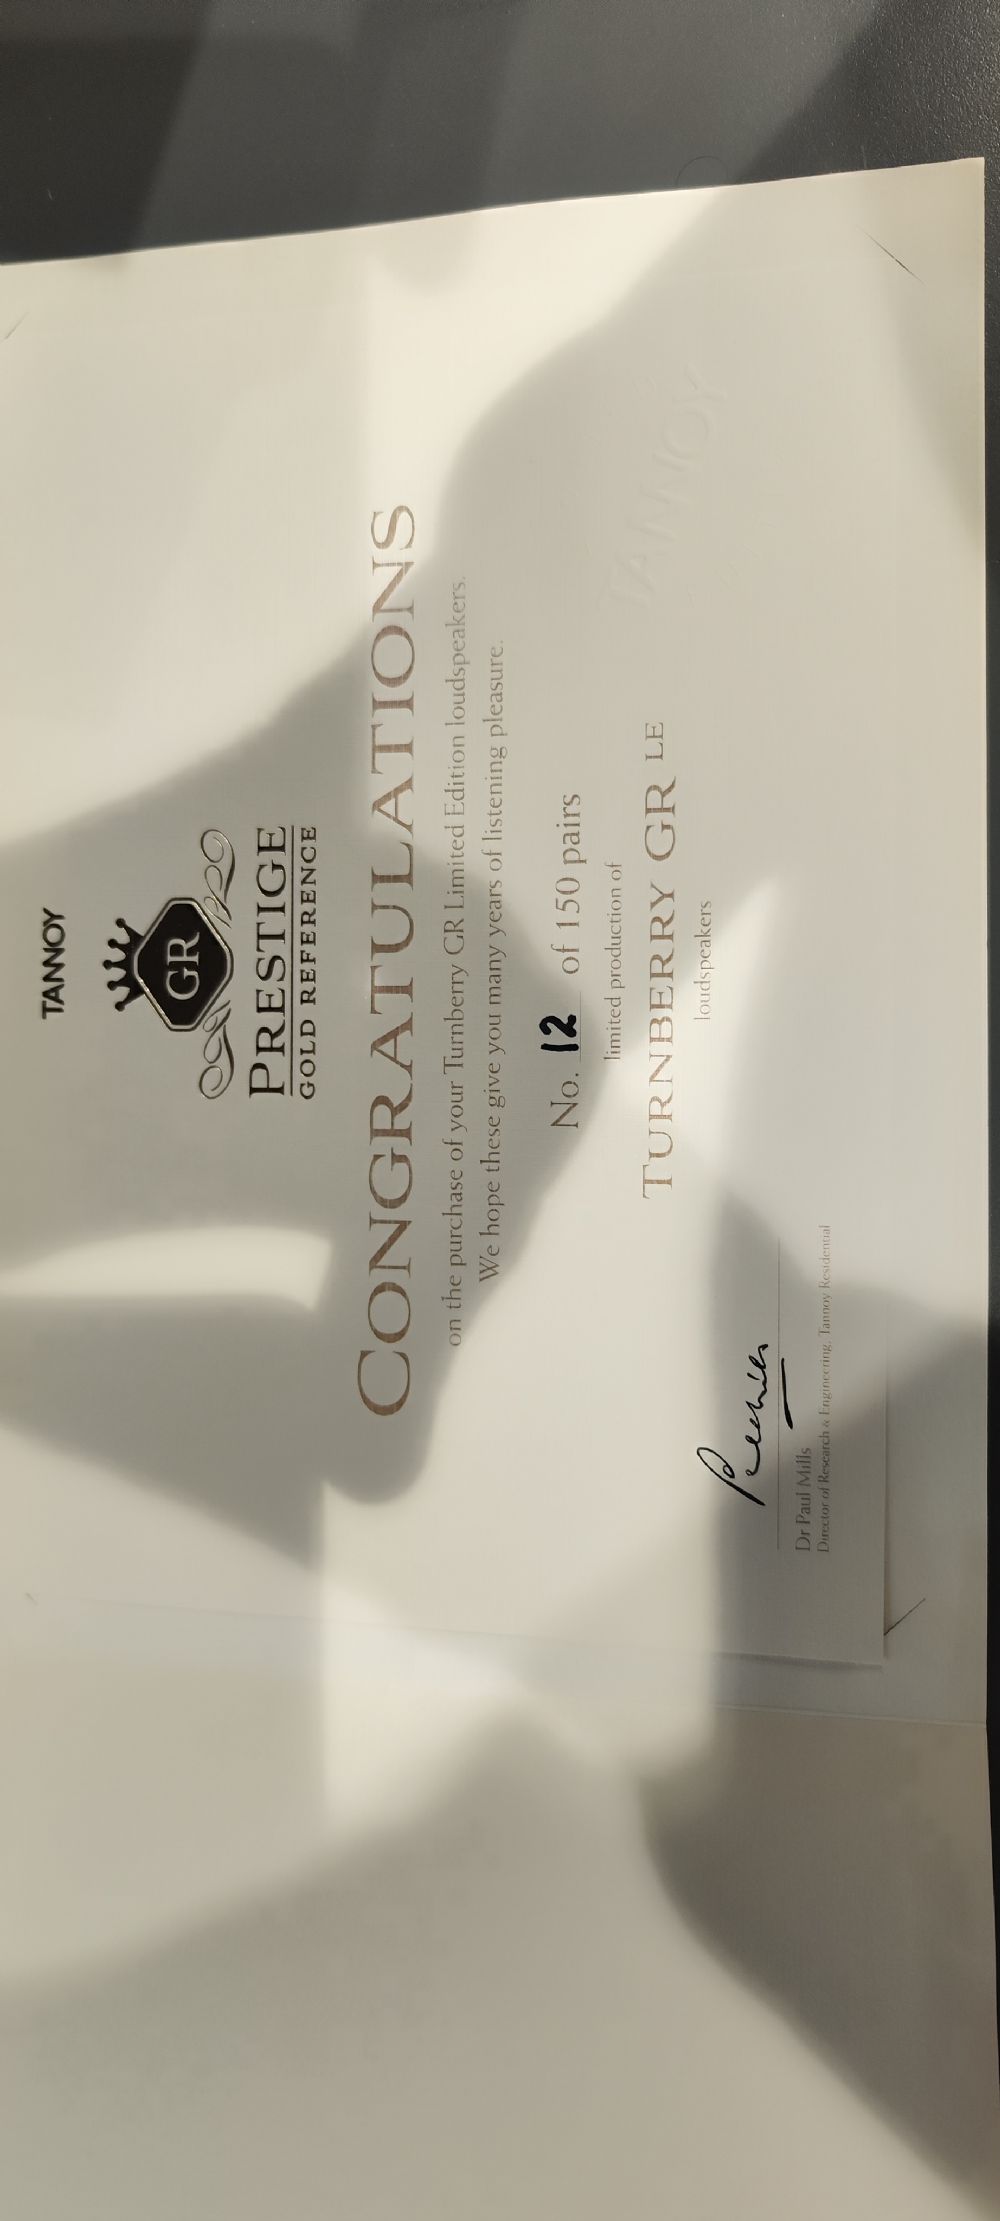 TANNOY
GR
PRESTIGE
GOLD REFERENCE
CONGRATULATIONS
on the purchase of your Turnberry GR Limited Edition loudspeakers.
We hope these give you many years of listening pleasure.
No. 12 of 150 pairs
limited production of
TURNBERRY GR LE
loudspeakers
TANNOY
Dr Paul Mills
Director of Research & Engineering, Tannoy Residential